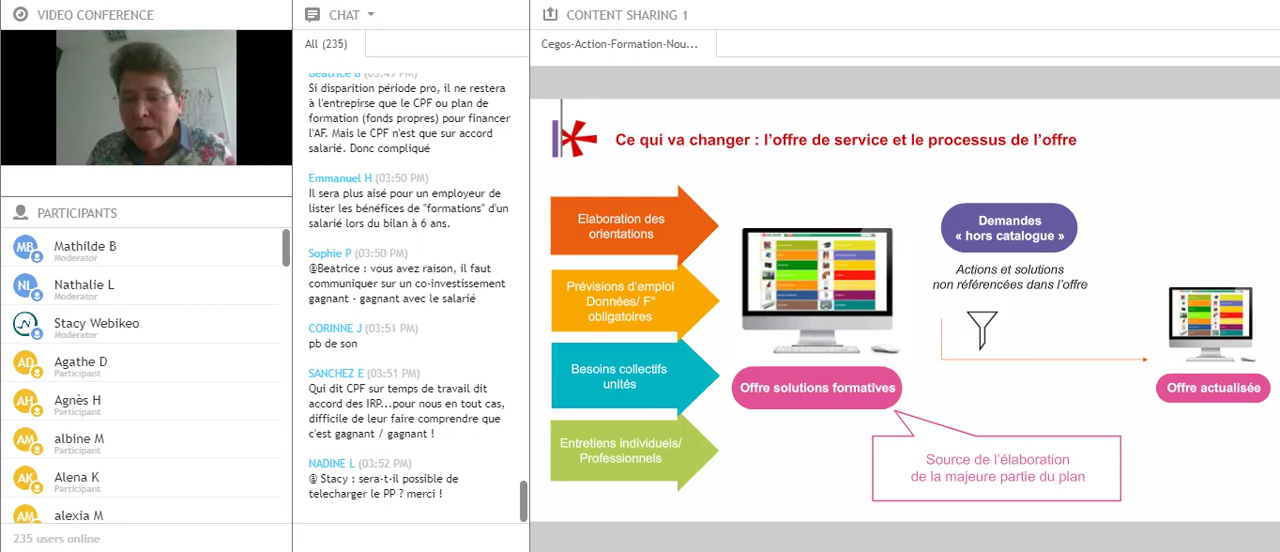 VIDEO CONFERENCE
PARTICIPANTS
MB
Mathilde B
Moderator
NL
Nathalie L
Moderator
Stacy Webikeo
Moderator
AD
Agathe D
Participant
AH
Agnès H
Participant
AM
albine M
Participant
AK
Alena K
Participant
AM
alexia M
235 users online
CHAT
All (235)
Béatrice B (03:49 PM)
Si disparition période pro, il ne restera
à l'entrepirse que le CPF ou plan de
formation (fonds propres) pour financer
l'AF. Mais le CPF n'est que sur accord
salarié. Donc compliqué
Emmanuel H (03:50 PM)
Il sera plus aisé pour un employeur de
lister les bénéfices de "formations" d'un
salarié lors du bilan à 6 ans.
Sophie P (03:50 PM)
@Beatrice : vous avez raison, il faut
communiquer sur un co-investissement
gagnant - gagnant avec le salarié
CORINNE J (03:51 PM)
pb de son
SANCHEZ E (03:51 PM)
Qui dit CPF sur temps de travail dit
accord des IRP...pour nous en tout cas,
difficile de leur faire comprendre que
c'est gagnant / gagnant !
NADINE L (03:52 PM)
@ Stacy : sera-t-il possible de
telecharger le PP ? merci !
CONTENT SHARING 1
Cegos-Action-Formation-Nou...
Ce qui va changer : l'offre de service et le processus de l'offre
Elaboration des
orientations
Prévisions d'emploi
Données/ F°
obligatoires
Besoins collectifs
unités
Entretiens individuels/
Professionnels
Offre solutions formatives
Demandes
« hors catalogue »
Actions et solutions
non référencées dans l'offre
Offre actualisée
Source de l'élaboration
de la majeure partie du plan